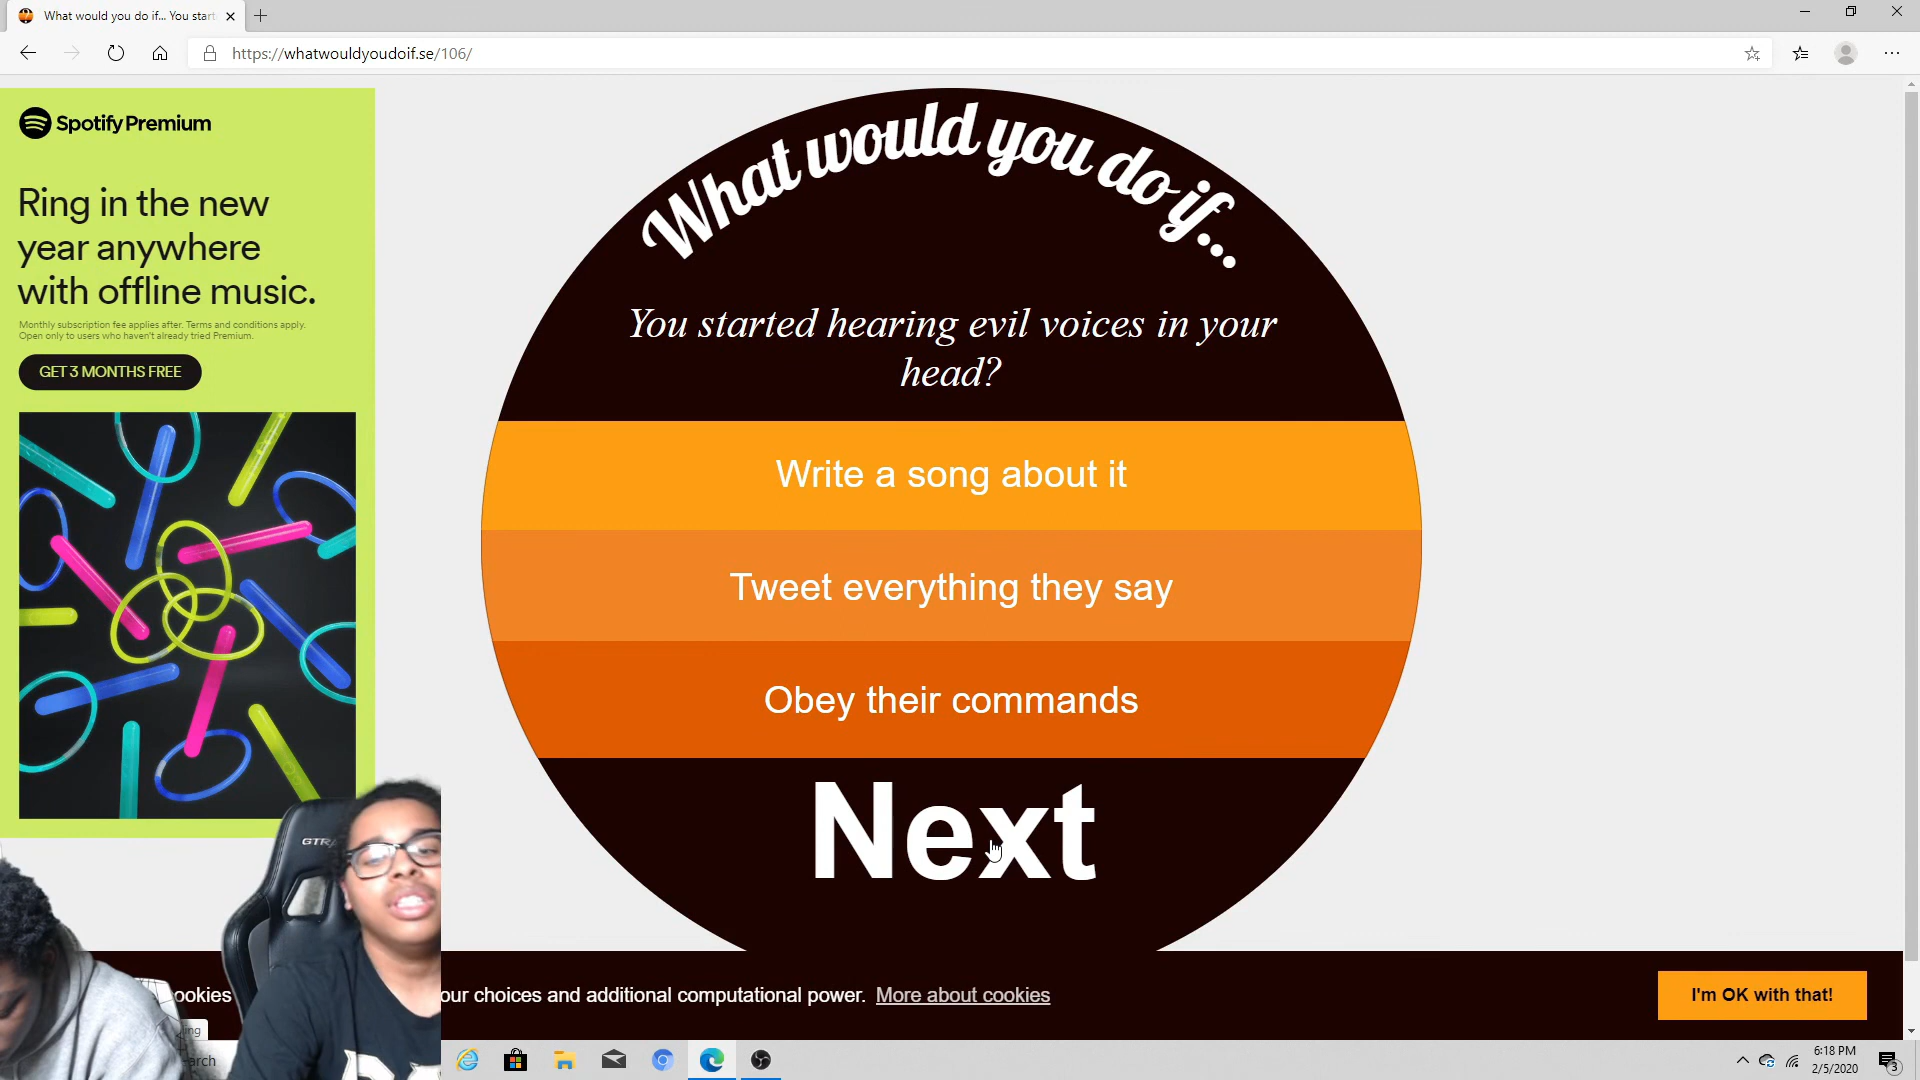 What would you do if... You start
https://whatwouldyoudoif.se/106/
Spotify Premium
Ring in the new
year anywhere
with offline music.
Monthly subscription fee applies after. Terms and conditions apply.
Open only to users who haven't already tried Premium.
GET 3 MONTHS FREE
What would you do if...
You started hearing evil voices in your
head?
Write a song about it
Tweet everything they say
Obey their commands
Next
GTRA
ookies
our choices and additional computational power. More about cookies
I'm OK with that!
ing
earch
6:18 PM
2/5/2020
3